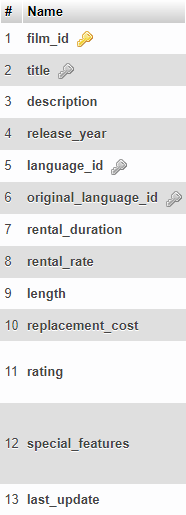 # Name
1 film_id
2 title
3 description
4 release_year
5 language_id
6 original_language_id
7 rental_duration
8 rental_rate
9 length
10 replacement_cost
11 rating
12 special_features
13 last_update